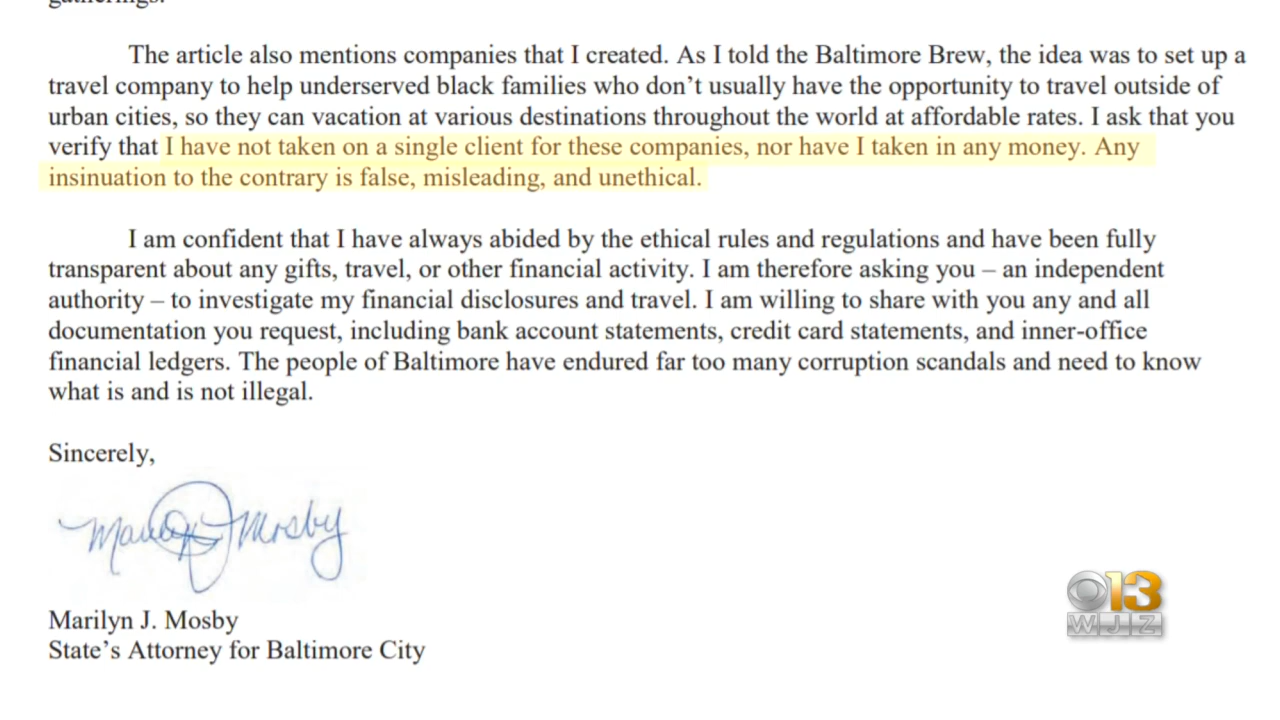 gatherings.
The article also mentions companies that I created. As I told the Baltimore Brew, the idea was to set up a
travel company to help underserved black families who don’t usually have the opportunity to travel outside of
urban cities, so they can vacation at various destinations throughout the world at affordable rates. I ask that you
verify that I have not taken on a single client for these companies, nor have I taken in any money. Any
insinuation to the contrary is false, misleading, and unethical.
I am confident that I have always abided by the ethical rules and regulations and have been fully
transparent about any gifts, travel, or other financial activity. I am therefore asking you – an independent
authority – to investigate my financial disclosures and travel. I am willing to share with you any and all
documentation you request, including bank account statements, credit card statements, and inner-office
financial ledgers. The people of Baltimore have endured far too many corruption scandals and need to know
what is and is not illegal.
Sincerely,
Marilyn J Mosby
Marilyn J. Mosby
State’s Attorney for Baltimore City
13
WJZ